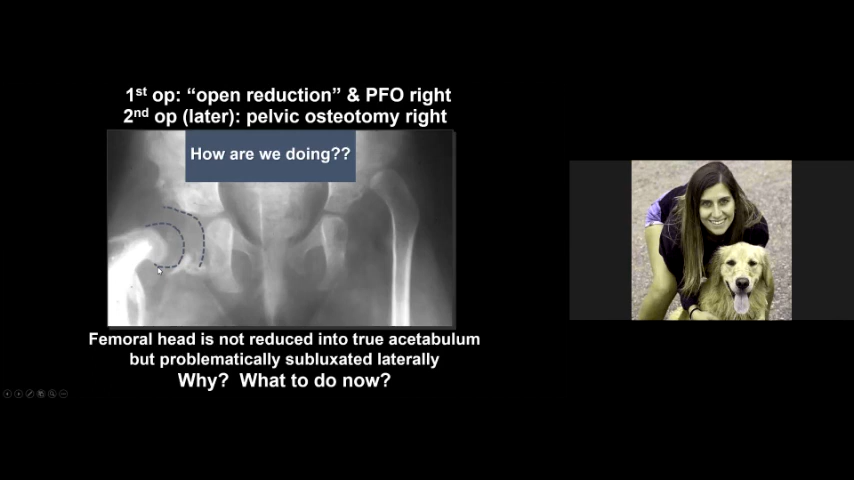 1st op: “open reduction” & PFO right
2nd op (later): pelvic osteotomy right
How are we doing??
Femoral head is not reduced into true acetabulum
but problematically subluxated laterally
Why?  What to do now?